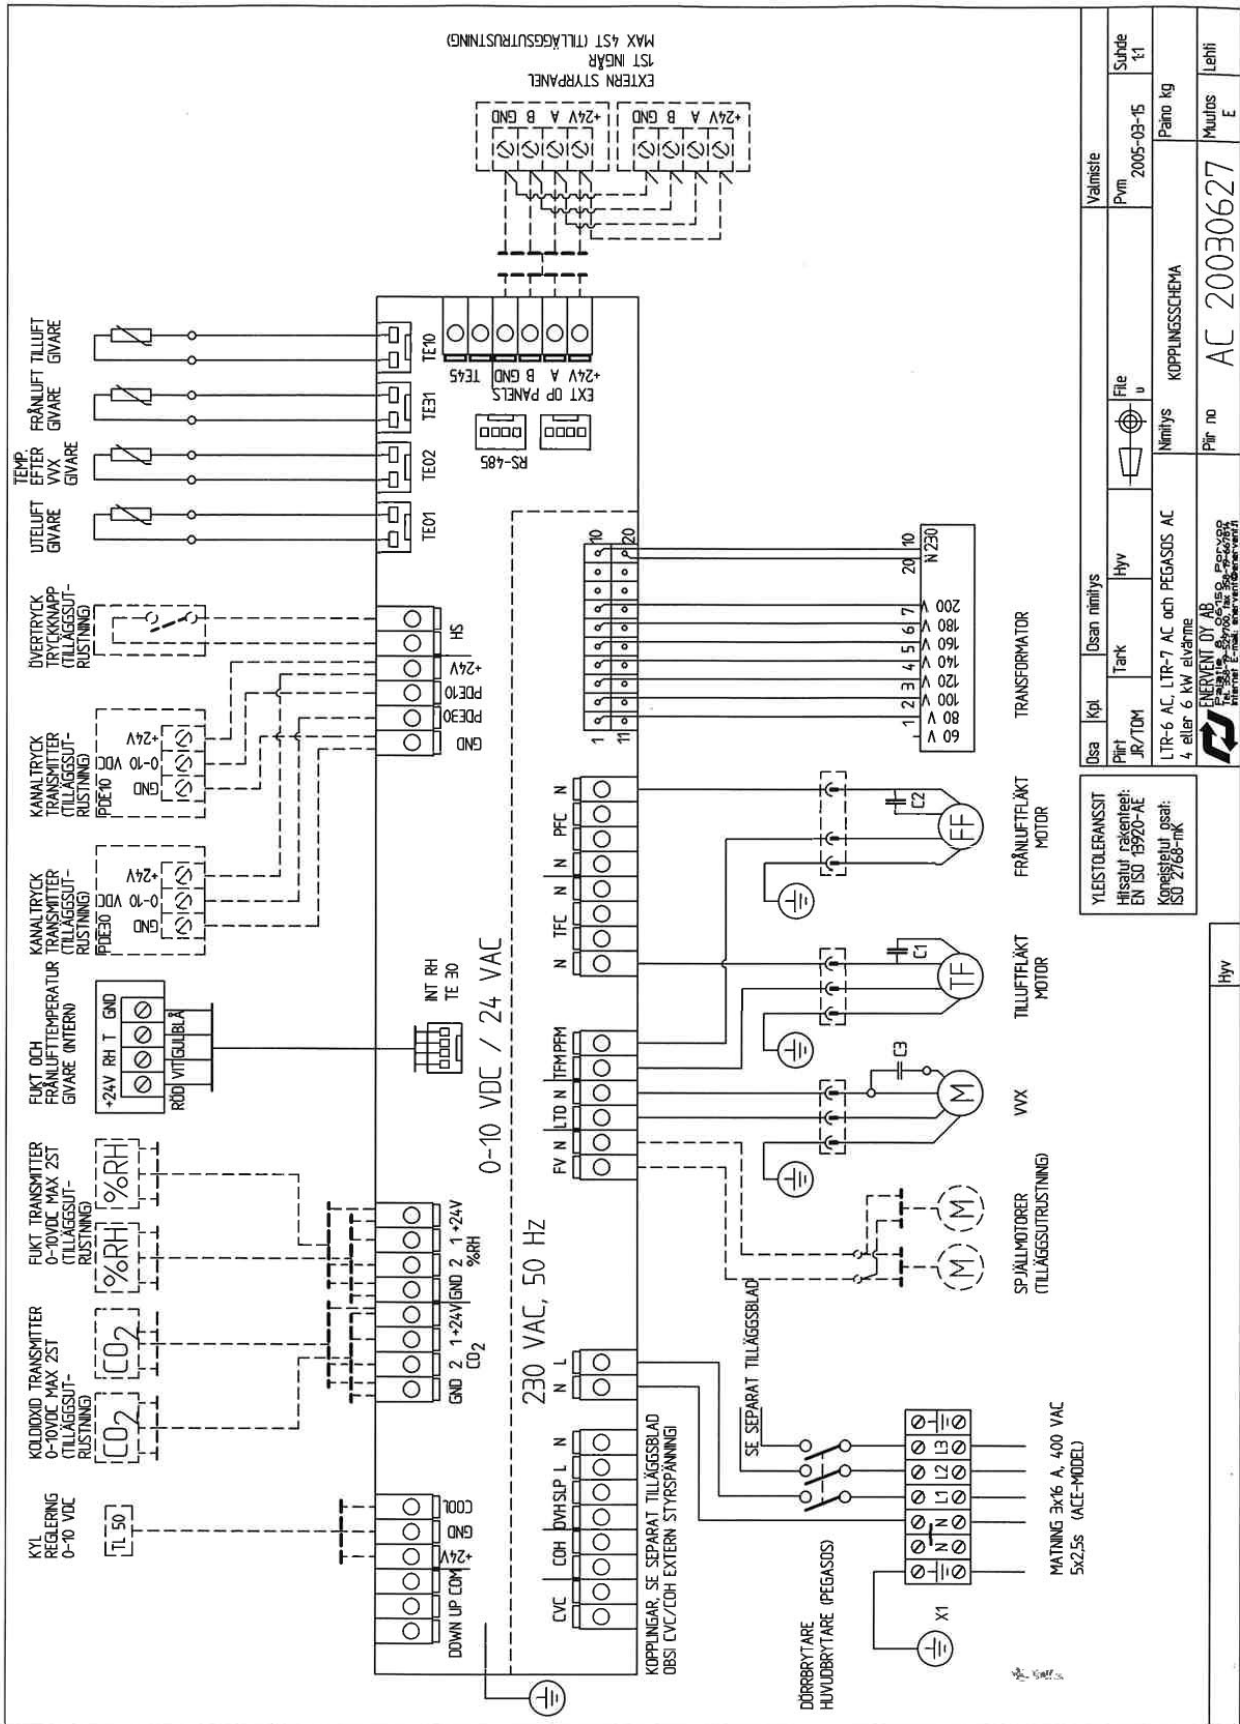 KYL
REGLERING
0-10 VDC
TL 50
KOLDIOXID TRANSMITTER
0-10VDC MAX 2ST
(TILLÄGGSUT-
RUSTNING)
CO2
CO2
FUKT TRANSMITTER
0-10VDC MAX 2ST
(TILLÄGGSUT-
RUSTNING)
%RH
%RH
FUKT OCH
FRÅNLUFTTEMPERATUR
GIVARE (INTERN)
+24V RH T GND
RÖD VIT GUL BLÅ
KANALTRYCK
TRANSMITTER
(TILLÄGGSUT-
RUSTNING)
PDE30
GND
0-10 VDC
+24V
KANALTRYCK
TRANSMITTER
(TILLÄGGSUT-
RUSTNING)
PDE10
GND
0-10 VDC
+24V
ÖVERTRYCK
TRYCKKNAPP
(TILLÄGGSUT-
RUSTNING)
UTELUFT
GIVARE
TEMP.
EFTER
VVX
GIVARE
FRÅNLUFT
GIVARE
TILLUFT
GIVARE
DOWN UP COM
+24V
GND
COOL
GND 2 1 +24V
CO2
GND 2 1 +24V
%RH
INT RH
TE 30
GND
PDE30
PDE10
+24V
HS
TE01
TE02
TE31
TE10
RS-485
EXT OP PANELS
+24V A B GND TE45
EXTERN STYRPANEL
1ST INGÅR
MAX 4ST (TILLÄGGSUTRUSTNING)
+24V A B GND
+24V A B GND
0-10 VDC / 24 VAC
230 VAC, 50 HZ
CVC COH OVH SLP L N
N L
FV N LTO N TFM PFM
N TFC N N PFC N
1 10
11 20
KOPPLINGAR, SE SEPARAT TILLÄGGSBLAD
OBS! CVC/COH EXTERN STYRSPÄNNING!
SE SEPARAT TILLÄGGSBLAD
DÖRRBRYTARE
HUVUDBRYTARE (PEGASOS)
X1
N N L1 L2 L3
MATNING 3x16 A, 400 VAC
5x2,5s (ACE-MODEL)
M M
SPJÄLLMOTORER
(TILLÄGGSUTRUSTNING)
C3
M
VVX
C1
TF
TILLUFTFLÄKT
MOTOR
C2
FF
FRÅNLUFTFLÄKT
MOTOR
1 2 3 4 5 6 7 20 10
60 V 80 V 100 V 120 V 140 V 160 V 180 V 200 V N 230
TRANSFORMATOR
YLEISTOLERANSSIT
Hitsatut rakenteet:
EN ISO 13920-AE
Koneistetut osat:
ISO 2768-mK
Hyv
Osa Kpl Osan nimitys Valmiste
Piirt
JR/TOM
Tark
Hyv
File
u
Pvm
2005-03-15
Suhde
1:1
LTR-6 AC, LTR-7 AC och PEGASOS AC
4 eller 6 kW elvärme
Nimitys
KOPPLINGSSCHEMA
Paino kg
ENERVENT OY AB
Piir no
AC 20030627
Muutos
E
Lehti